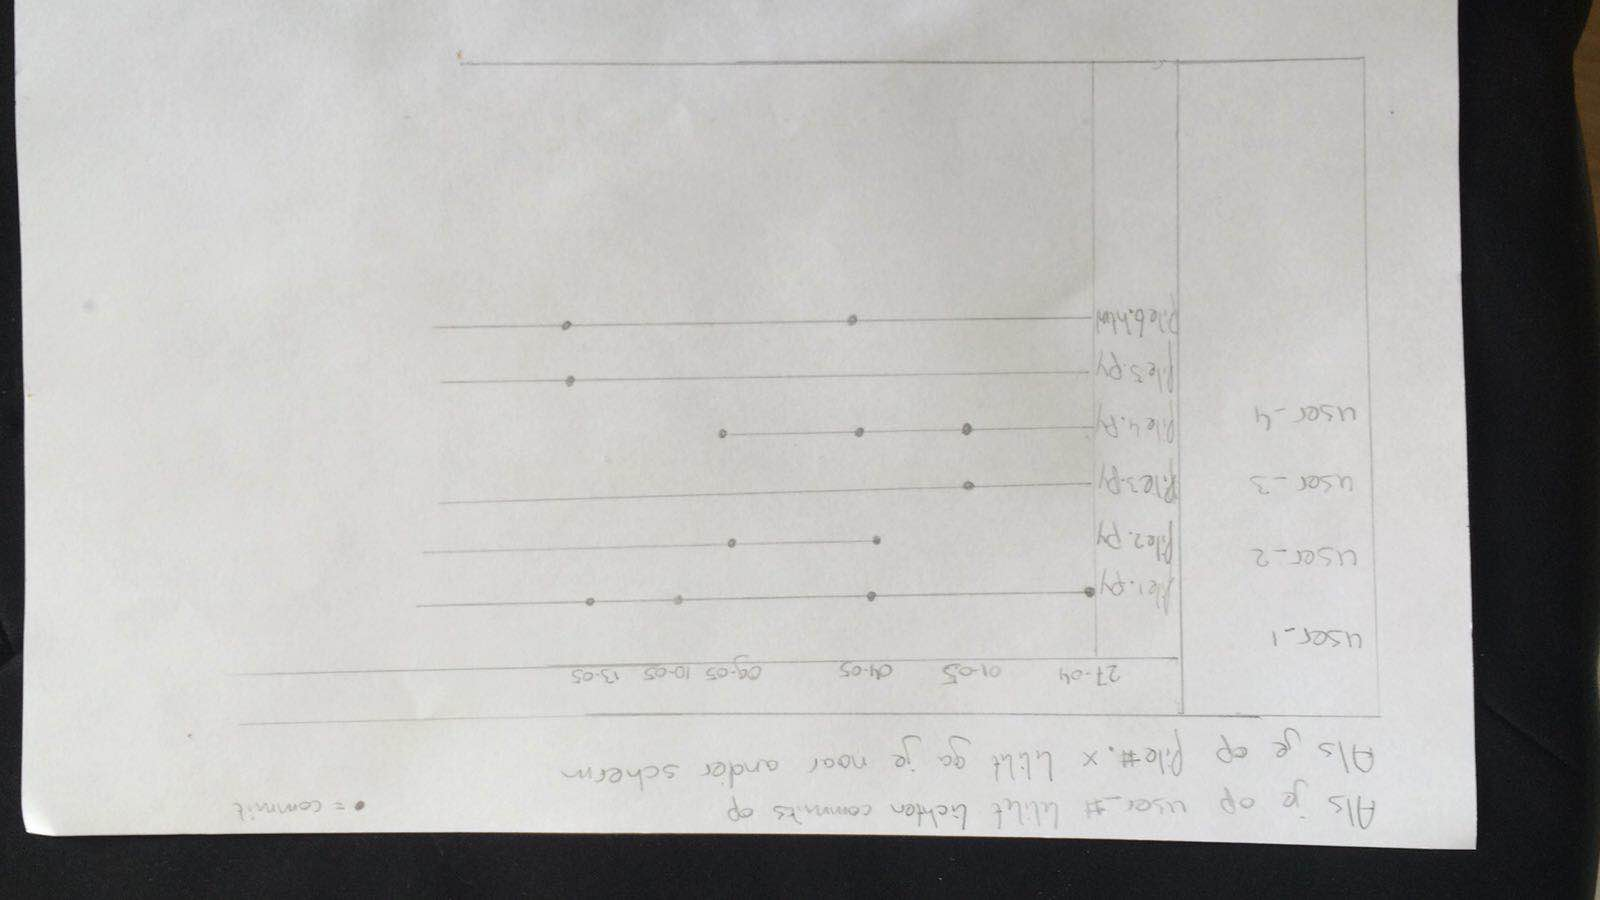 Als je op user_# klikt lichten commits op
• = commit
Als je op file#.x klikt ga je naar ander scherm
27-04 01-05 04-05 09-05 10-05 13-05
user_1
user_2
user_3
user_4
file1.py
file2.py
file3.py
file4.py
file5.py
file6.html